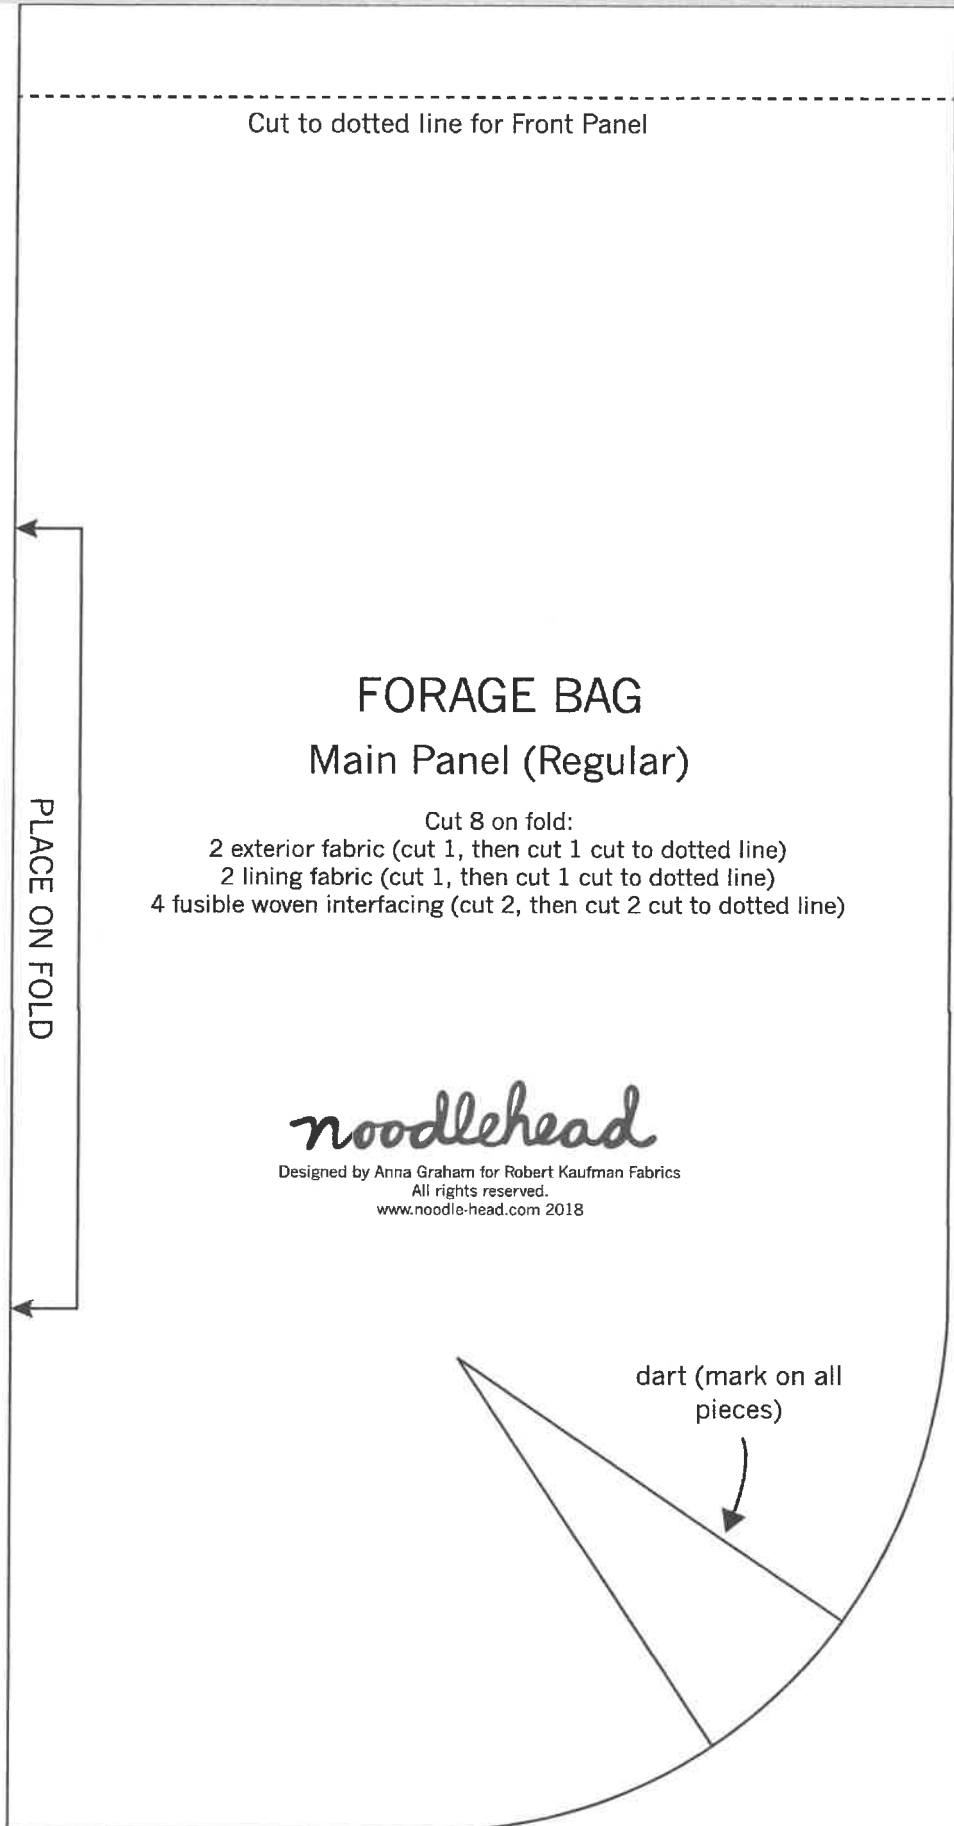 Cut to dotted line for Front Panel
FORAGE BAG
Main Panel (Regular)
Cut 8 on fold:
2 exterior fabric (cut 1, then cut 1 cut to dotted line)
2 lining fabric (cut 1, then cut 1 cut to dotted line)
4 fusible woven interfacing (cut 2, then cut 2 cut to dotted line)
PLACE ON FOLD
noodlehead
Designed by Anna Graham for Robert Kaufman Fabrics
All rights reserved.
www.noodle-head.com 2018
dart (mark on all
pieces)